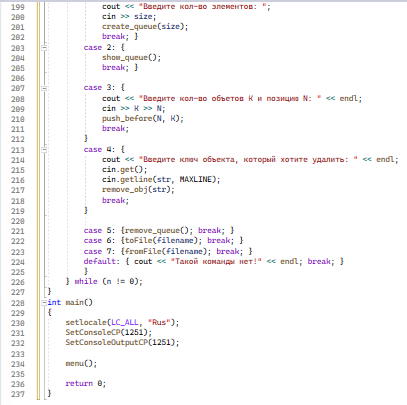 199 cout << "Введите кол-во элементов: ";
200 cin >> size;
201 create_queue(size);
202 break; }
203 case 2: {
204 show_queue();
205 break; }
206
207 case 3: {
208 cout << "Введите кол-во объетов K и позицию N: " << endl;
209 cin >> K >> N;
210 push_before(N, K);
211 break;
212 }
213 case 4: {
214 cout << "Введите ключ объекта, который хотите удалить: " << endl;
215 cin.get();
216 cin.getline(str, MAXLINE);
217 remove_obj(str);
218 break;
219 }
220
221 case 5: {remove_queue(); break; }
222 case 6: {toFile(filename); break; }
223 case 7: {fromFile(filename); break; }
224 default: { cout << "Такой команды нет!" << endl; break; }
225 }
226 } while (n != 0);
227 }
228 int main()
229 {
230 setlocale(LC_ALL, "Rus");
231 SetConsoleCP(1251);
232 SetConsoleOutputCP(1251);
233
234 menu();
235
236 return 0;
237 }